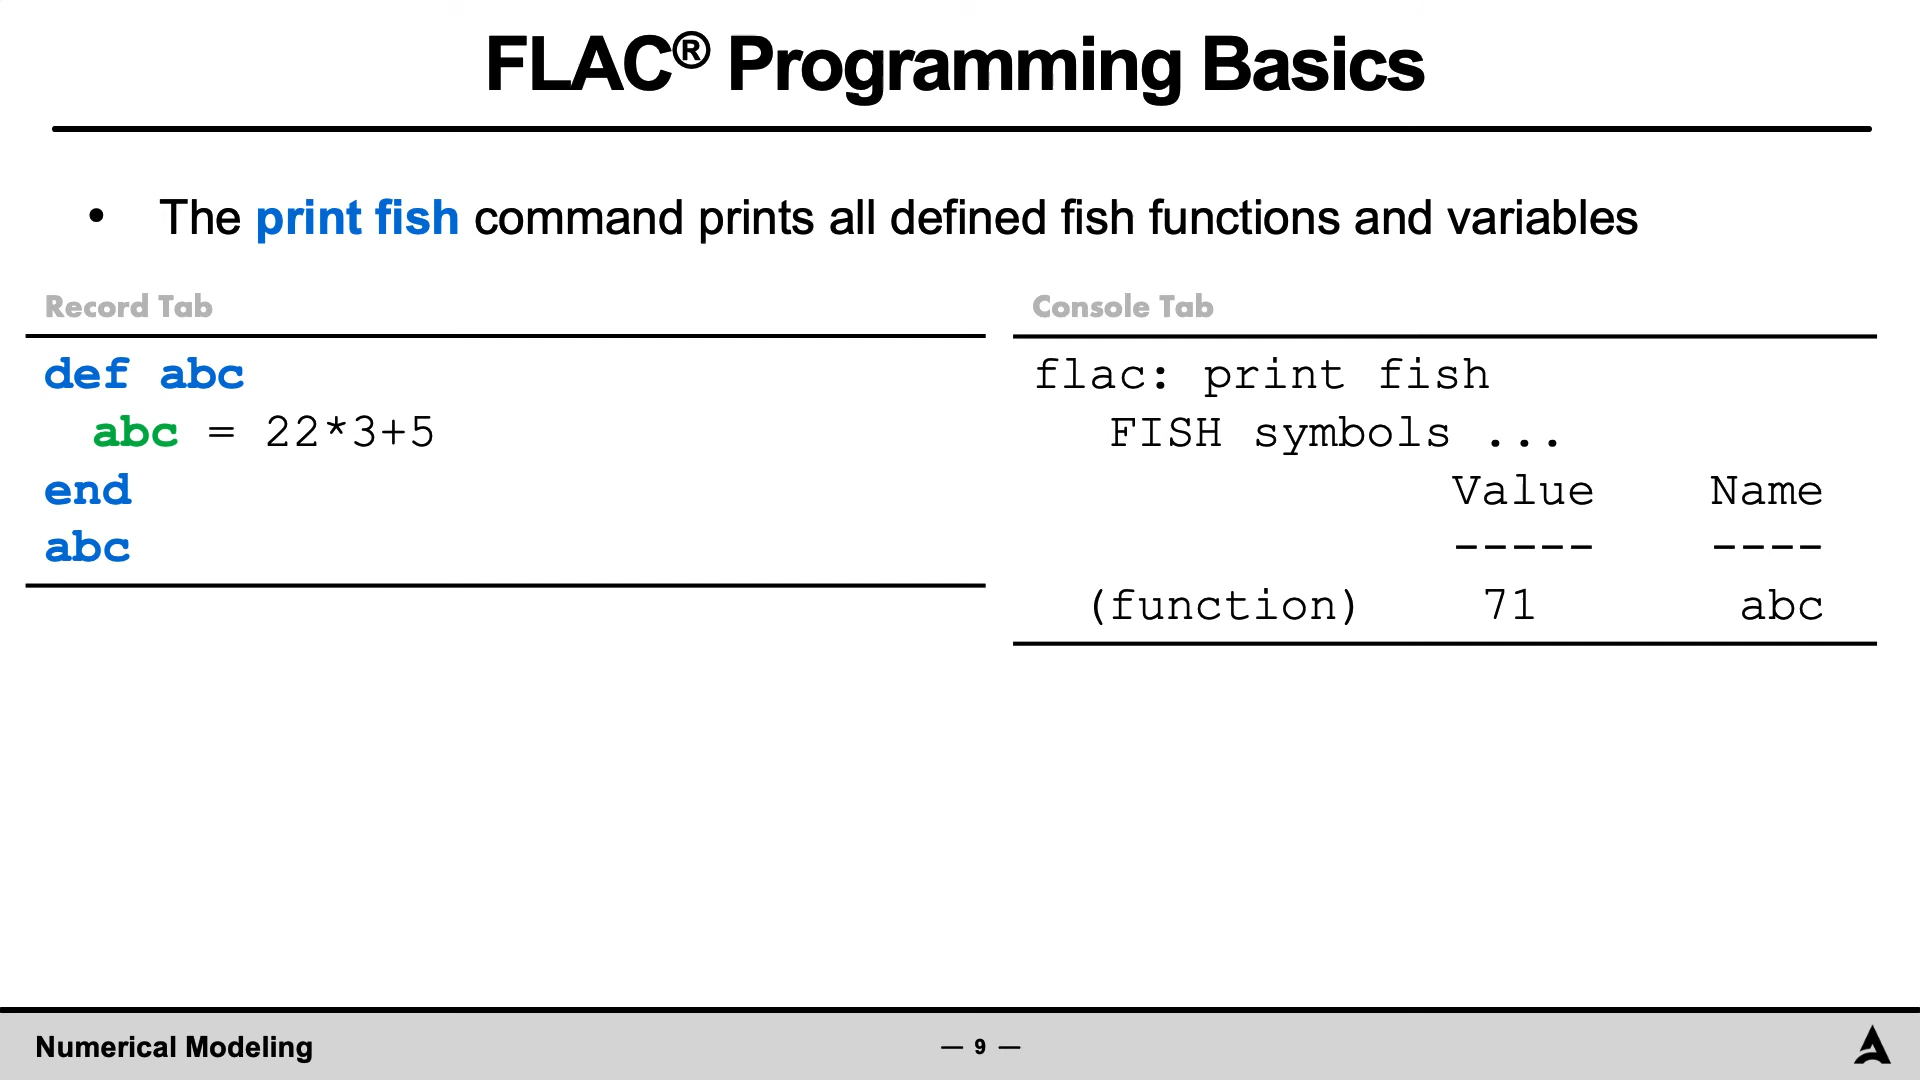 FLAC® Programming Basics
• The print fish command prints all defined fish functions and variables
Record Tab
def abc
abc = 22*3+5
end
abc
Console Tab
flac: print fish
FISH symbols ...
Value Name
----- ----
(function) 71 abc
Numerical Modeling
— 9 —